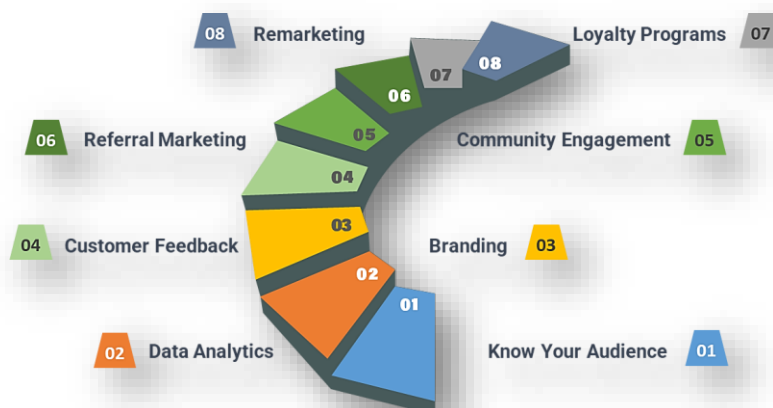 08 Remarketing
Loyalty Programs 07
08
07
06
06 Referral Marketing
05
Community Engagement 05
04
03
04 Customer Feedback
Branding 03
02
01
02 Data Analytics
Know Your Audience 01